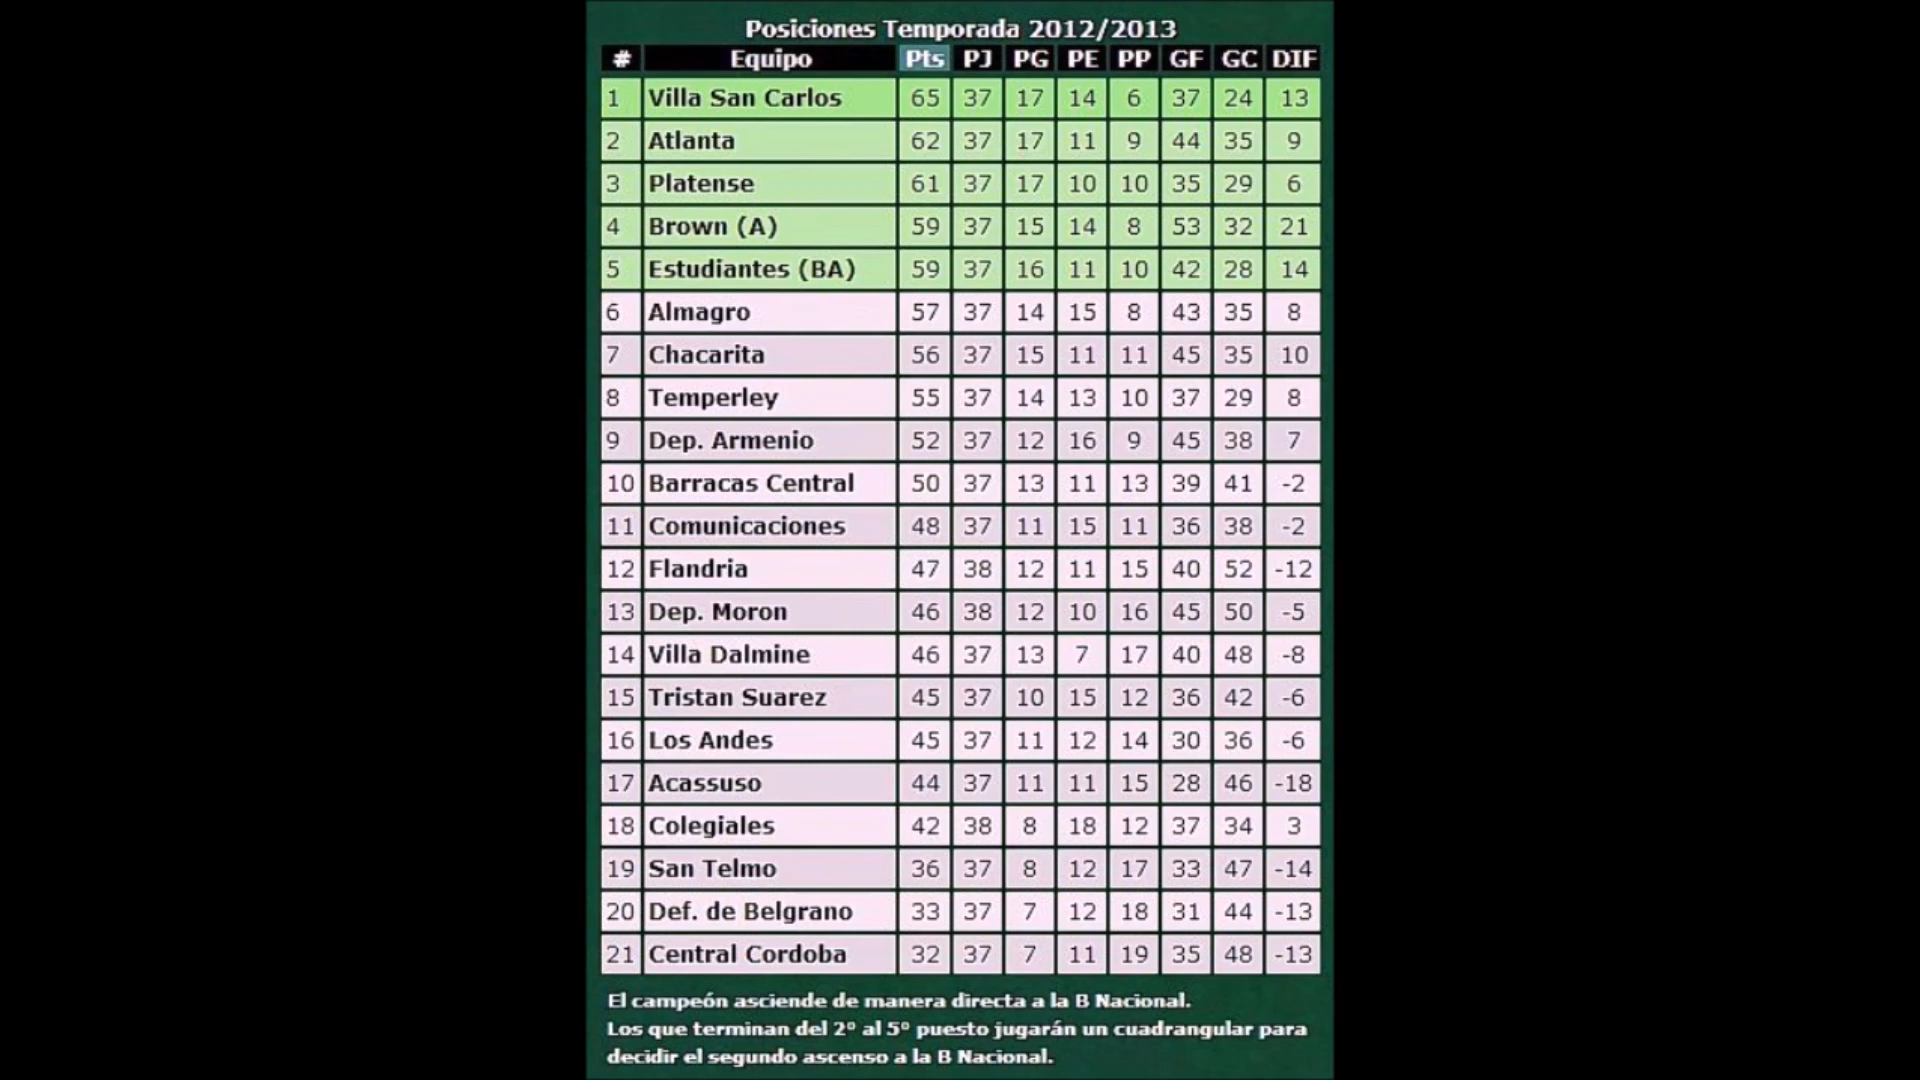 Posiciones Temporada 2012/2013
# Equipo Pts PJ PG PE PP GF GC DIF
1 Villa San Carlos 65 37 17 14 6 37 24 13
2 Atlanta 62 37 17 11 9 44 35 9
3 Platense 61 37 17 10 10 35 29 6
4 Brown (A) 59 37 15 14 8 53 32 21
5 Estudiantes (BA) 59 37 16 11 10 42 28 14
6 Almagro 57 37 14 15 8 43 35 8
7 Chacarita 56 37 15 11 11 45 35 10
8 Temperley 55 37 14 13 10 37 29 8
9 Dep. Armenio 52 37 12 16 9 45 38 7
10 Barracas Central 50 37 13 11 13 39 41 -2
11 Comunicaciones 48 37 11 15 11 36 38 -2
12 Flandria 47 38 12 11 15 40 52 -12
13 Dep. Moron 46 38 12 10 16 45 50 -5
14 Villa Dalmine 46 37 13 7 17 40 48 -8
15 Tristan Suarez 45 37 10 15 12 36 42 -6
16 Los Andes 45 37 11 12 14 30 36 -6
17 Acassuso 44 37 11 11 15 28 46 -18
18 Colegiales 42 38 8 18 12 37 34 3
19 San Telmo 36 37 8 12 17 33 47 -14
20 Def. de Belgrano 33 37 7 12 18 31 44 -13
21 Central Cordoba 32 37 7 11 19 35 48 -13
El campeón asciende de manera directa a la B Nacional.
Los que terminan del 2º al 5º puesto jugarán un cuadrangular para
decidir el segundo ascenso a la B Nacional.